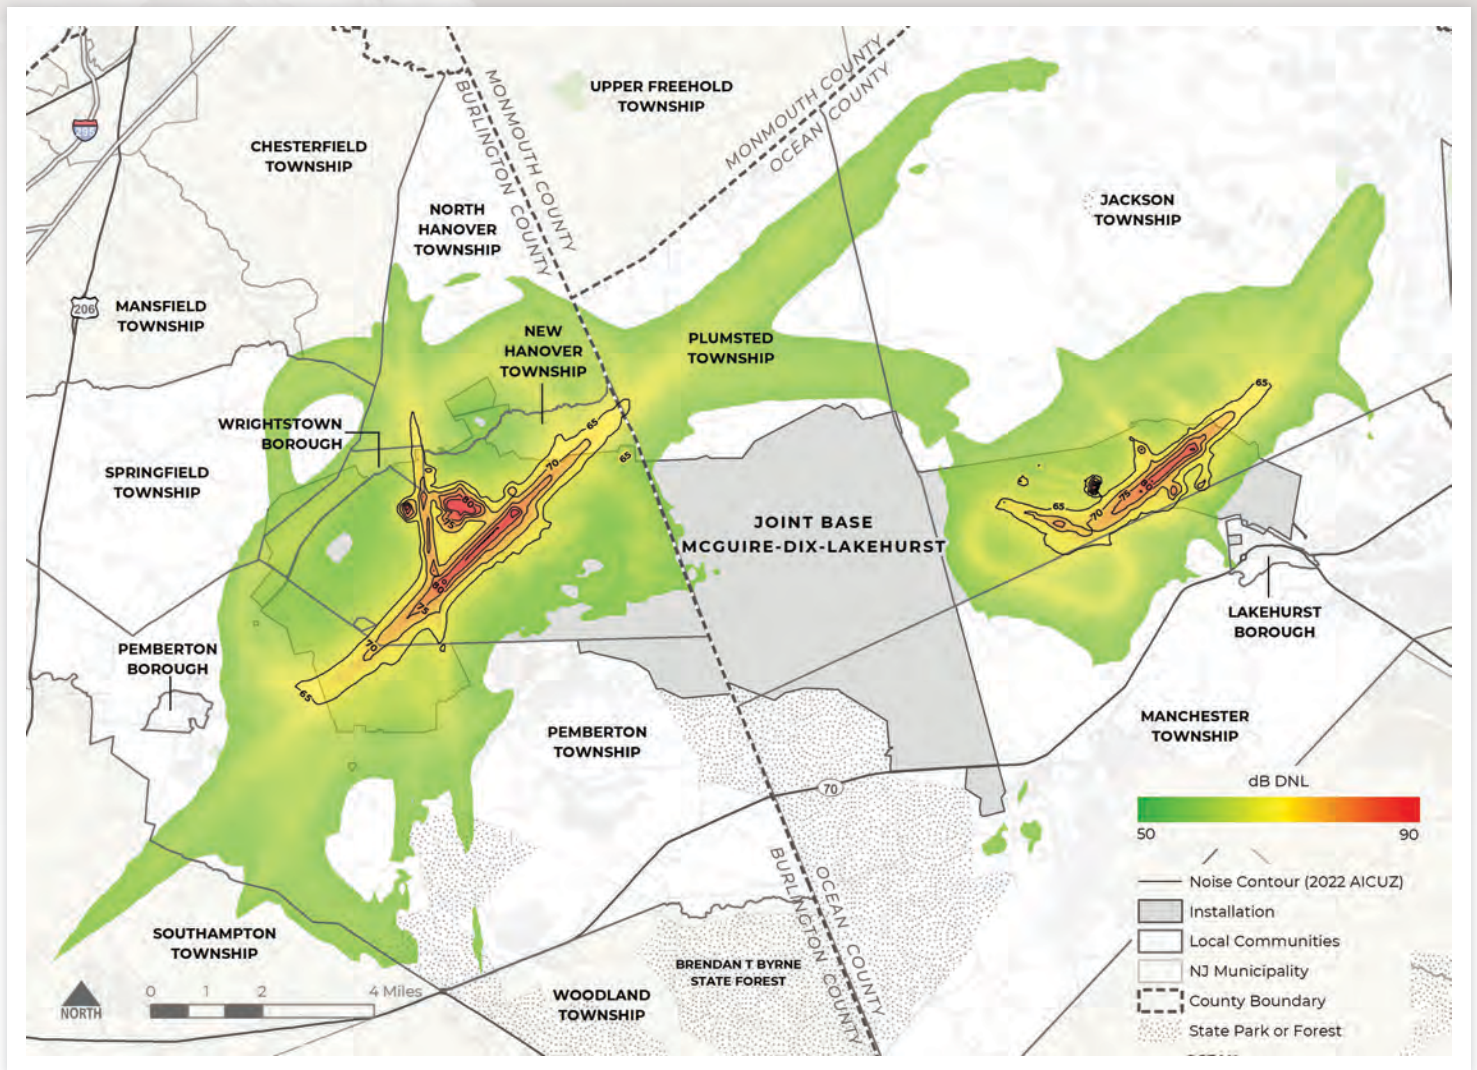 UPPER FREEHOLD
TOWNSHIP
MONMOUTH COUNTY
OCEAN COUNTY
MONMOUTH COUNTY
BURLINGTON COUNTY
295
CHESTERFIELD
TOWNSHIP
NORTH
HANOVER
TOWNSHIP
JACKSON
TOWNSHIP
206
MANSFIELD
TOWNSHIP
NEW
HANOVER
TOWNSHIP
PLUMSTED
TOWNSHIP
WRIGHTSTOWN
BOROUGH
SPRINGFIELD
TOWNSHIP
65
70
65
80
75
80
75
70
65
65
65
75
80
70
JOINT BASE
MCGUIRE-DIX-LAKEHURST
LAKEHURST
BOROUGH
PEMBERTON
BOROUGH
PEMBERTON
TOWNSHIP
MANCHESTER
TOWNSHIP
70
OCEAN COUNTY
BURLINGTON COUNTY
SOUTHAMPTON
TOWNSHIP
BRENDAN T BYRNE
STATE FOREST
WOODLAND
TOWNSHIP
NORTH
0 1 2 4 Miles
dB DNL
50 90
Noise Contour (2022 AICUZ)
Installation
Local Communities
NJ Municipality
County Boundary
State Park or Forest